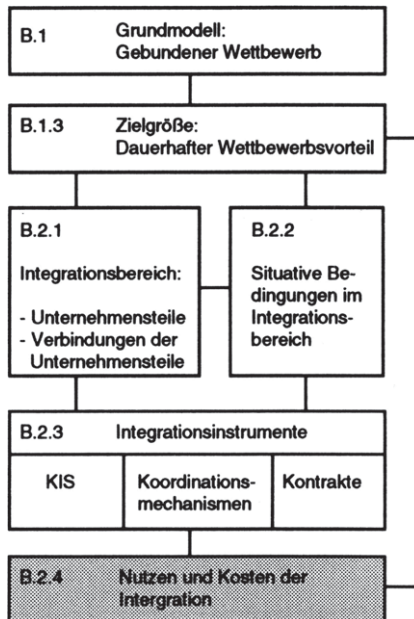 B.1 Grundmodell:
Gebundener Wettbewerb
B.1.3 Zielgröße:
Dauerhafter Wettbewerbsvorteil
B.2.1
Integrationsbereich:
- Unternehmensteile
- Verbindungen der
Unternehmensteile
B.2.2
Situative Be-
dingungen im
Integrations-
bereich
B.2.3 Integrationsinstrumente
KIS
Koordinations-
mechanismen
Kontrakte
B.2.4 Nutzen und Kosten der
Intergration